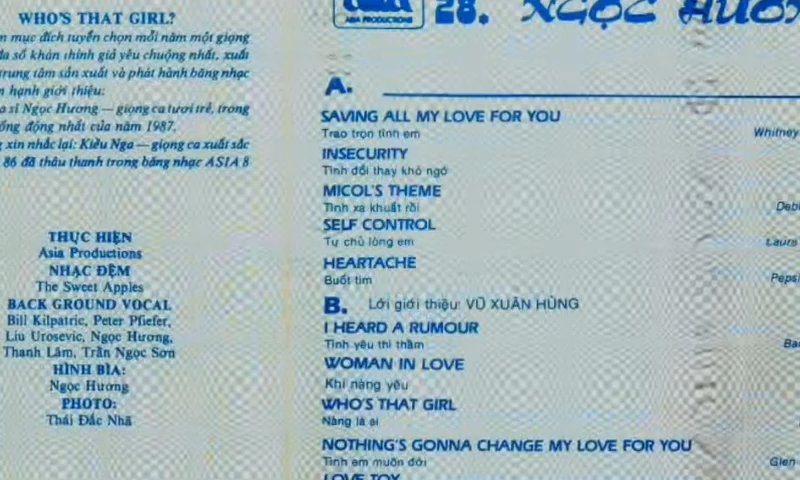 WHO'S THAT GIRL?
mục đích tuyển chọn mỗi năm một giọng
đa số khán thính giả yêu chuộng nhất, xuất
trung tâm sản xuất và phát hành băng nhạc
hạnh giới thiệu:
sĩ Ngọc Hương — giọng ca tươi trẻ, trong
động nhất của năm 1987.
xin nhắc lại: Kiều Nga — giọng ca xuất sắc
86 đã thâu thanh trong băng nhạc ASIA 8
THỰC HIỆN
Asia Productions
NHẠC ĐỆM
The Sweet Apples
BACK GROUND VOCAL
Bill Kilpatric, Peter Pfiefer,
Liu Urosevic, Ngọc Hương,
Thanh Lâm, Trần Ngọc Sơn
HÌNH BÌA:
Ngọc Hương
PHOTO:
Thái Đắc Nhã
ASIA PRODUCTIONS
28. NGỌC HƯƠN
A.
SAVING ALL MY LOVE FOR YOU
Trao trọn tình em Whitney
INSECURITY
Tình đổi thay khó ngờ
MICOL'S THEME
Tình xa khuất rồi Deb
SELF CONTROL
Tự chủ lòng em Laura
HEARTACHE
Buốt tim Pepsi
B. Lời giới thiệu: VŨ XUÂN HÙNG
I HEARD A RUMOUR
Tình yêu thì thầm Ba
WOMAN IN LOVE
Khi nàng yêu
WHO'S THAT GIRL
Nàng là ai
NOTHING'S GONNA CHANGE MY LOVE FOR YOU
Tình em muôn đời Glen
LOVE TOY